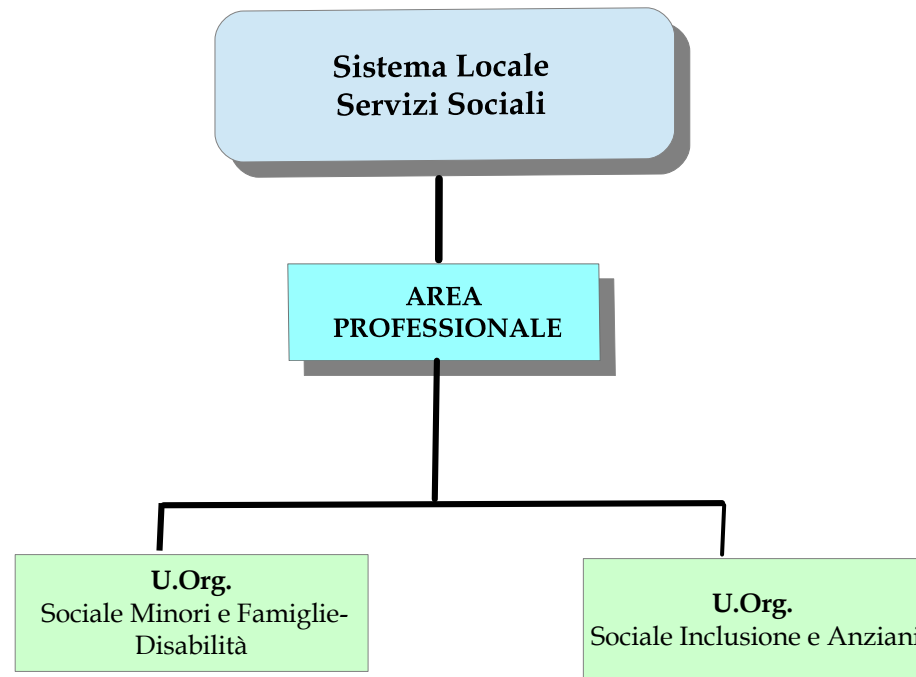 Sistema Locale
Servizi Sociali
AREA
PROFESSIONALE
U.Org.
Sociale Minori e Famiglie-
Disabilità
U.Org.
Sociale Inclusione e Anziani